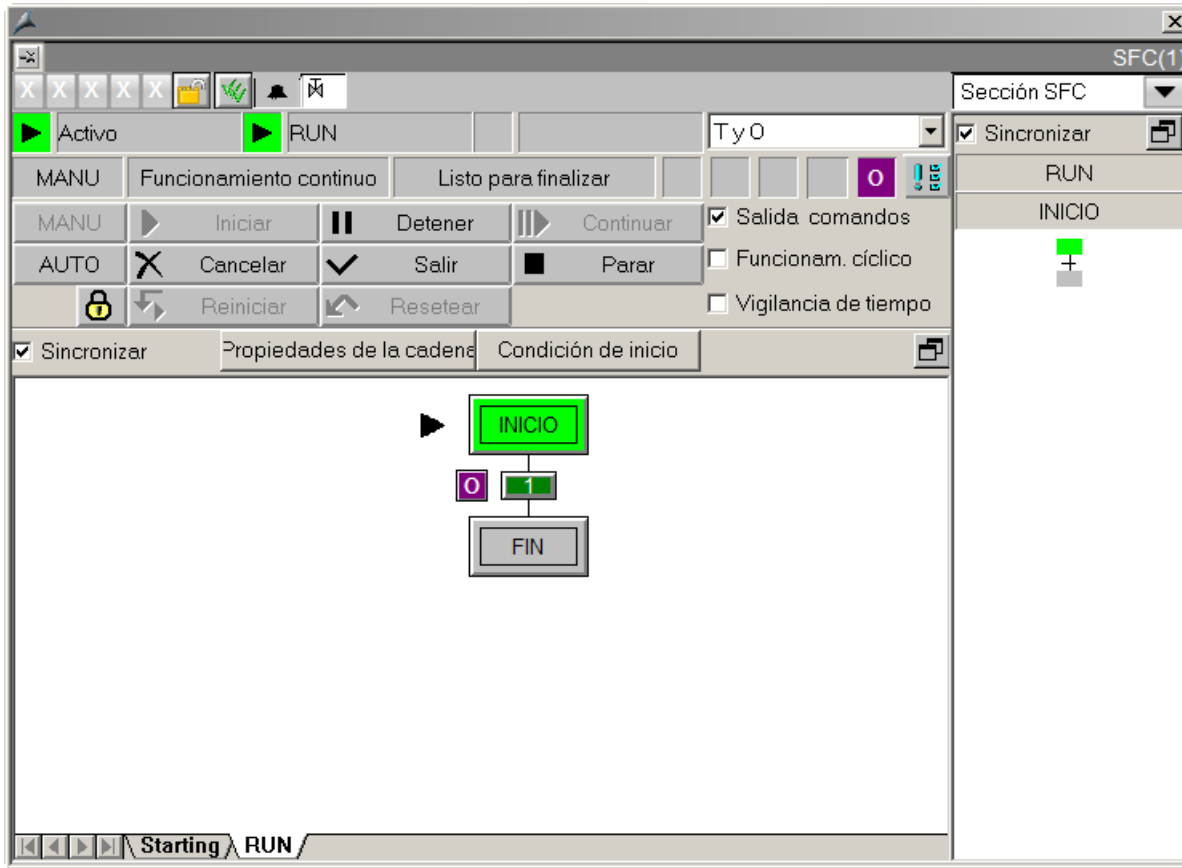 SFC(1)
X X X X X
Sección SFC
Activo RUN T y O
Sincronizar
MANU Funcionamiento continuo Listo para finalizar O
RUN
MANU Iniciar Detener Continuar Salida comandos
INICIO
AUTO Cancelar Salir Parar Funcionam. cíclico
Reiniciar Resetear Vigilancia de tiempo
Sincronizar Propiedades de la cadena Condición de inicio
INICIO
O 1
FIN
Starting RUN